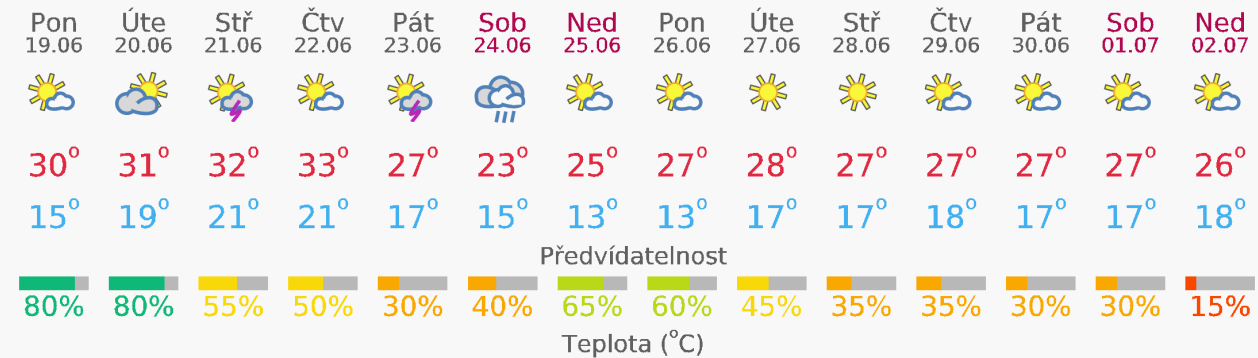 Pon Úte Stř Čtv Pát Sob Ned Pon Úte Stř Čtv Pát Sob Ned
19.06 20.06 21.06 22.06 23.06 24.06 25.06 26.06 27.06 28.06 29.06 30.06 01.07 02.07
30° 31° 32° 33° 27° 23° 25° 27° 28° 27° 27° 27° 27° 26°
15° 19° 21° 21° 17° 15° 13° 13° 17° 17° 18° 17° 17° 18°
Předvídatelnost
80% 80% 55% 50% 30% 40% 65% 60% 45% 35% 35% 30% 30% 15%
Teplota (°C)